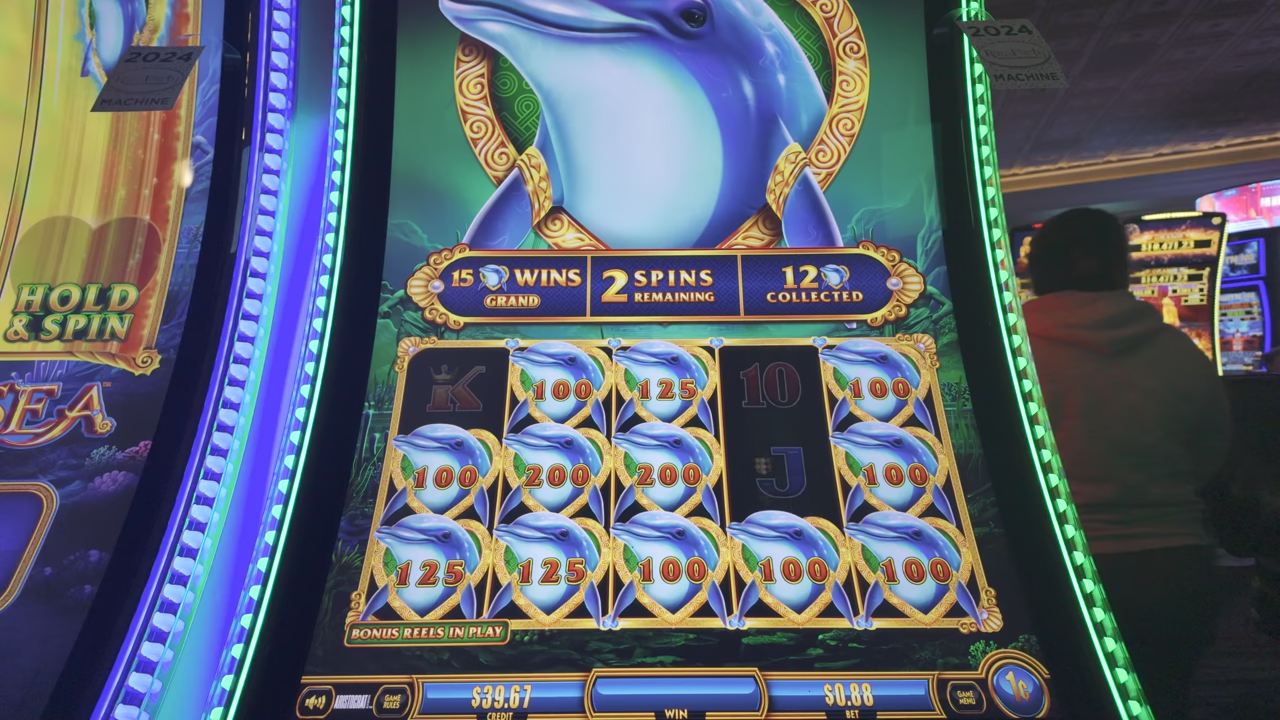 2024
MACHINE
HOLD
& SPIN
SEA
2024
MACHINE
15 WINS
GRAND
2 SPINS
REMAINING
12
COLLECTED
K 100 125 10 100
100 200 200 J 100
125 125 100 100 100
BONUS REELS IN PLAY
ARISTOCRAT
GAME
RULES
$39.67
CREDIT
WIN
$0.88
BET
GAME
MENU
1¢